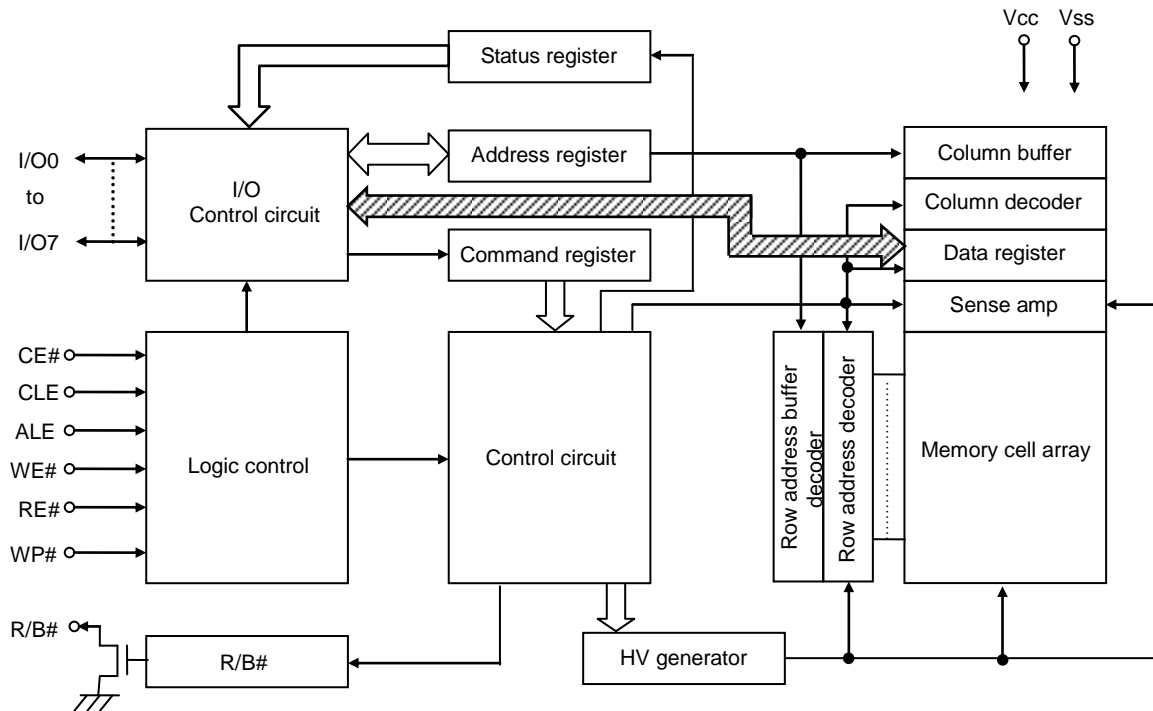 Vcc Vss
Status register
I/O0
to
I/O7
I/O
Control circuit
Address register
Command register
Column buffer
Column decoder
Data register
Sense amp
CE#
CLE
ALE
WE#
RE#
WP#
Logic control
Control circuit
Row address buffer
decoder
Row address decoder
Memory cell array
R/B#
R/B#
HV generator